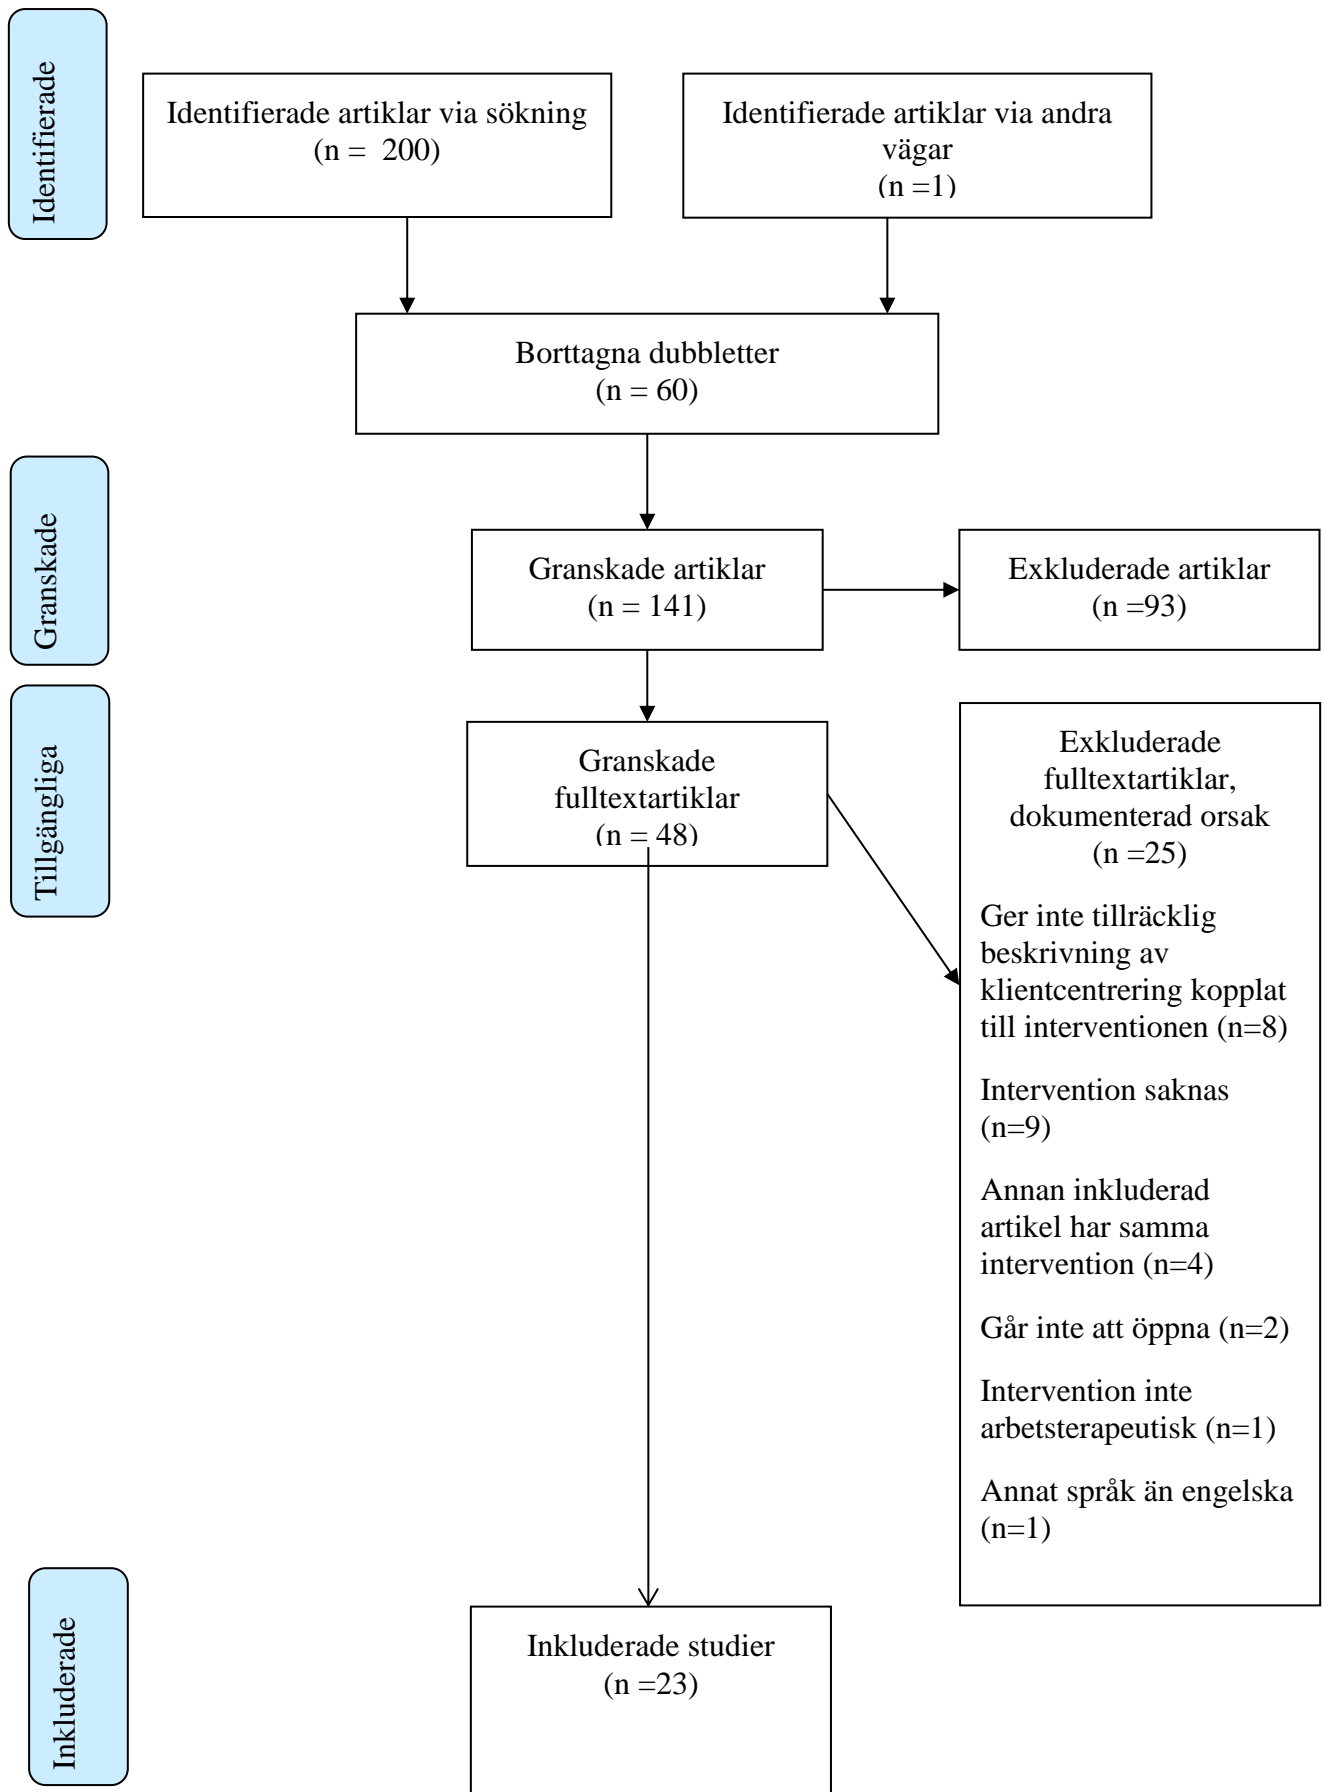 Identifierade
Identifierade artiklar via sökning
(n = 200)
Identifierade artiklar via andra
vägar
(n =1)
Borttagna dubbletter
(n = 60)
Granskade
Granskade artiklar
(n = 141)
Exkluderade artiklar
(n =93)
Tillgängliga
Granskade
fulltextartiklar
(n = 48)
Exkluderade
fulltextartiklar,
dokumenterad orsak
(n =25)
Ger inte tillräcklig
beskrivning av
klientcentrering kopplat
till interventionen (n=8)
Intervention saknas
(n=9)
Annan inkluderad
artikel har samma
intervention (n=4)
Går inte att öppna (n=2)
Intervention inte
arbetsterapeutisk (n=1)
Annat språk än engelska
(n=1)
Inkluderade
Inkluderade studier
(n =23)